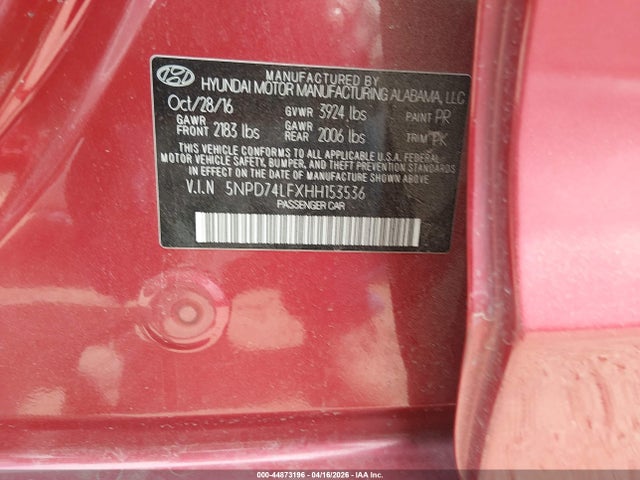 MANUFACTURED BY
HYUNDAI MOTOR MANUFACTURING ALABAMA, LLC
Oct/28/16 GVWR 3924 lbs PAINT PR
GAWR FRONT 2183 lbs GAWR REAR 2006 lbs TRIM PK
THIS VEHICLE CONFORMS TO ALL APPLICABLE U.S.A. FEDERAL
MOTOR VEHICLE SAFETY, BUMPER, AND THEFT PREVENTION STANDARDS
IN EFFECT ON THE DATE OF MANUFACTURE SHOWN ABOVE.
V.I.N 5NPD74LFXHH153536
PASSENGER CAR
000-44873196 - 04/16/2026 - IAA Inc.